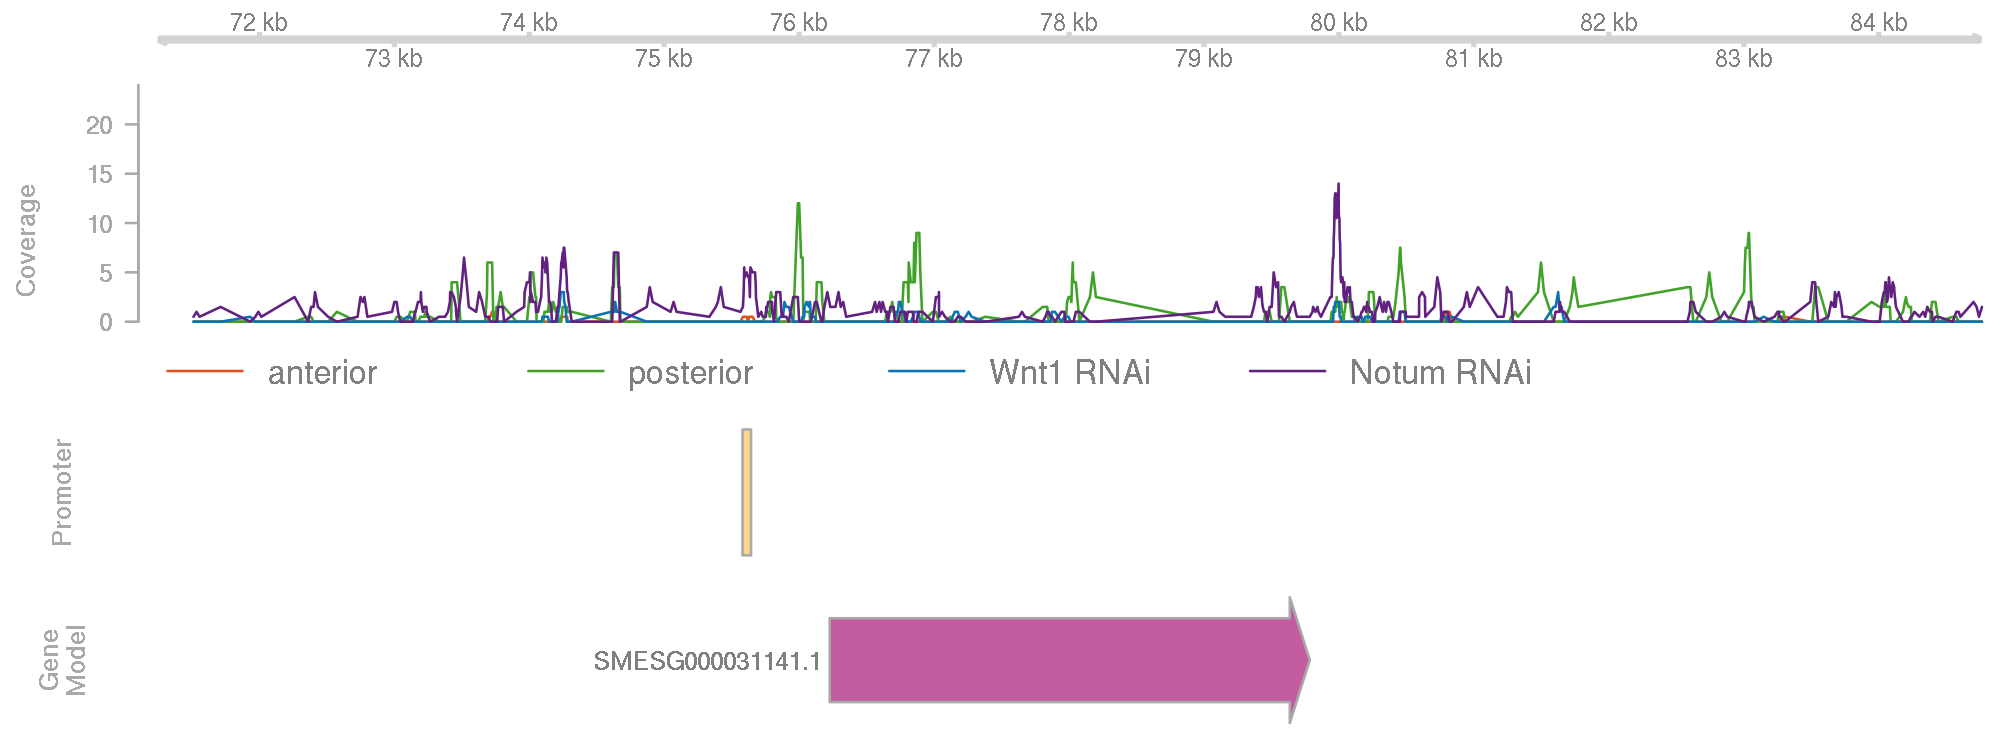 72 kb 74 kb 76 kb 78 kb 80 kb 82 kb 84 kb
73 kb 75 kb 77 kb 79 kb 81 kb 83 kb
Coverage
20
15
10
5
0
anterior posterior Wnt1 RNAi Notum RNAi
Promoter
Gene
Model
SMESG000031141.1